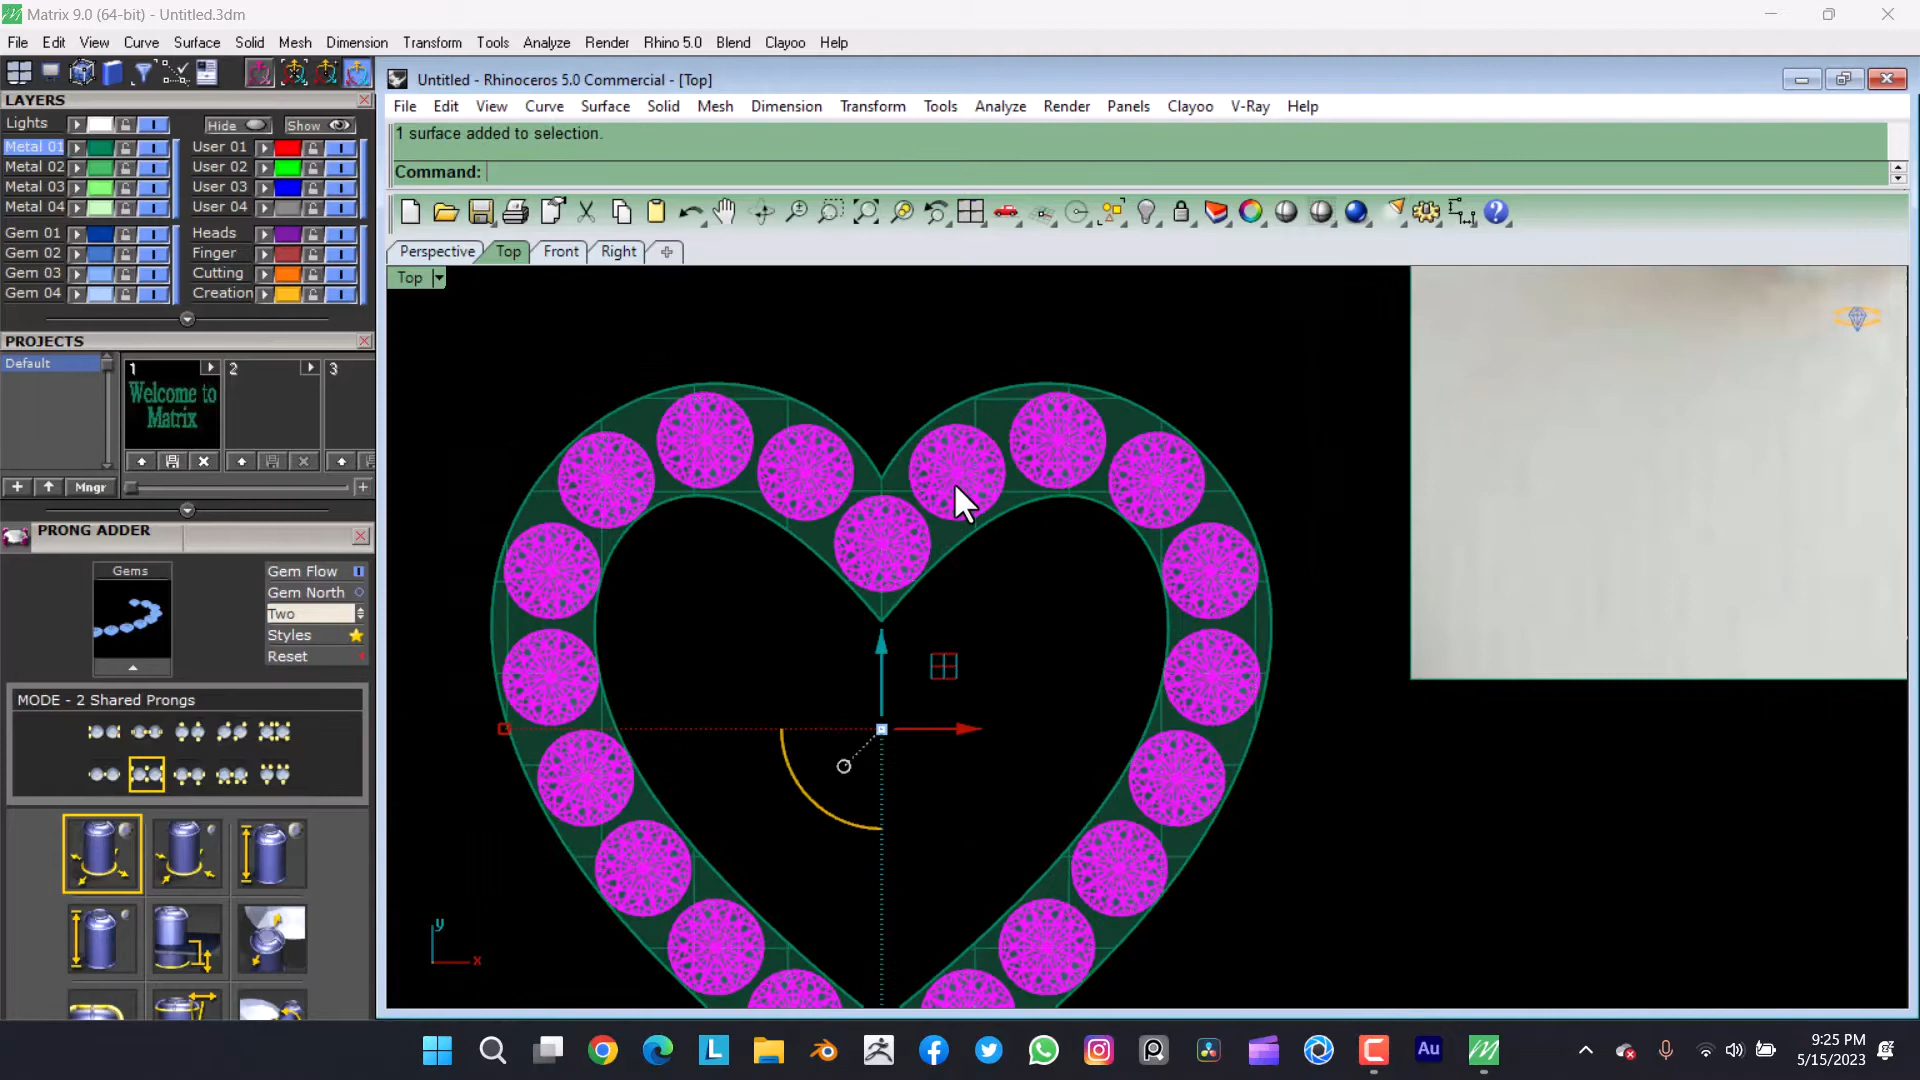 Matrix 9.0 (64-bit) - Untitled.3dm
File Edit View Curve Surface Solid Mesh Dimension Transform Tools Analyze Render Rhino 5.0 Blend Clayoo Help
Untitled - Rhinoceros 5.0 Commercial - [Top]
File Edit View Curve Surface Solid Mesh Dimension Transform Tools Analyze Render Panels Clayoo V-Ray Help
1 surface added to selection.
Command:
Perspective Top Front Right
Top
LAYERS
Lights Hide Show
Metal 01 User 01
Metal 02 User 02
Metal 03 User 03
Metal 04 User 04
Gem 01 Heads
Gem 02 Finger
Gem 03 Cutting
Gem 04 Creation
PROJECTS
Default
1 2 3
Welcome to
Matrix
Mngr
PRONG ADDER
Gems
Gem Flow
Gem North
Two
Styles
Reset
MODE - 2 Shared Prongs
y
x
L
Au
9:25 PM
5/15/2023